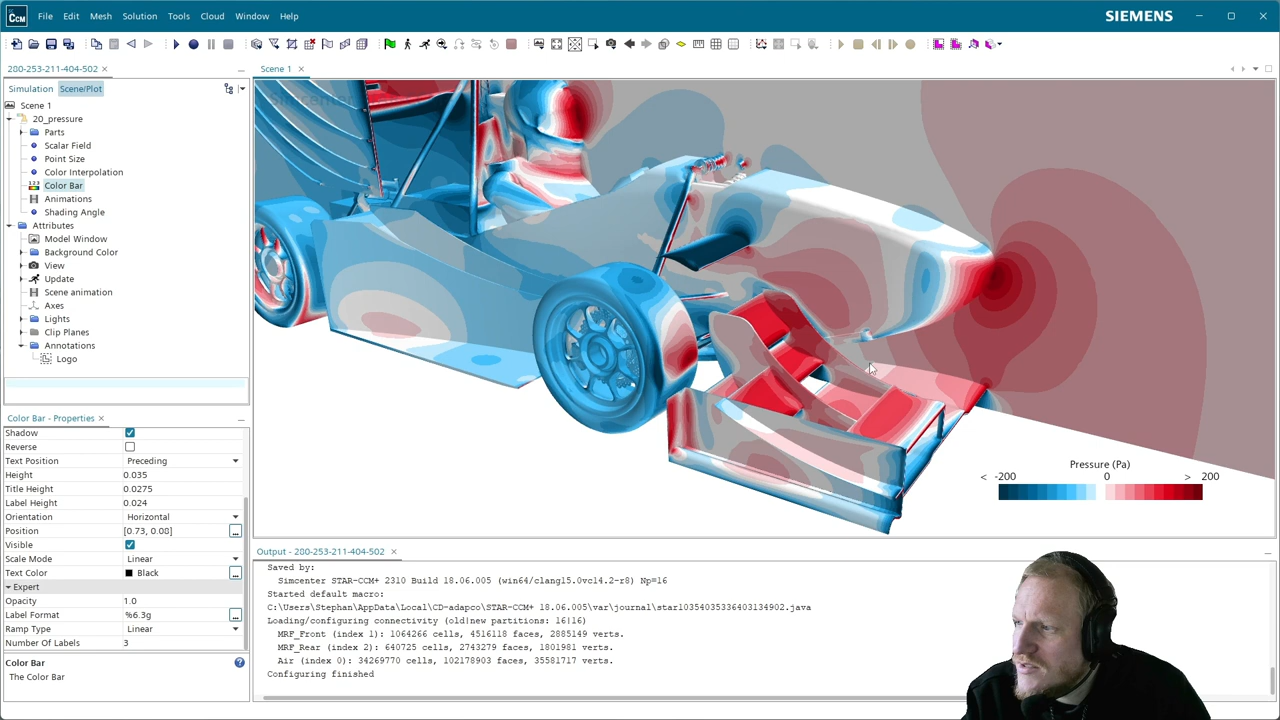 CCM File Edit Mesh Solution Tools Cloud Window Help SIEMENS
280-253-211-404-502
Simulation Scene/Plot
Scene 1
20_pressure
Parts
Scalar Field
Point Size
Color Interpolation
Color Bar
Animations
Shading Angle
Attributes
Model Window
Background Color
View
Update
Scene animation
Axes
Lights
Clip Planes
Annotations
Logo
Color Bar - Properties
Shadow
Reverse
Text Position Preceding
Height 0.035
Title Height 0.0275
Label Height 0.024
Orientation Horizontal
Position [0.73, 0.08]
Visible
Scale Mode Linear
Text Color Black
Expert
Opacity 1.0
Label Format %6.3g
Ramp Type Linear
Number Of Labels 3
Color Bar
The Color Bar
Scene 1
Simcenter
Pressure (Pa)
< -200 0 > 200
Output - 280-253-211-404-502
Saved by:
Simcenter STAR-CCM+ 2310 Build 18.06.005 (win64/clang15.0vc14.2-r8) Np=16
Started default macro:
C:\Users\Stephan\AppData\Local\CD-adapco\STAR-CCM+ 18.06.005\var\journal\star10354035336403134902.java
Loading/configuring connectivity (old|new partitions: 16|16)
MRF_Front (index 1): 1064266 cells, 4516118 faces, 2885149 verts.
MRF_Rear (index 2): 640725 cells, 2743279 faces, 1801981 verts.
Air (index 0): 34269770 cells, 102178903 faces, 35581717 verts.
Configuring finished